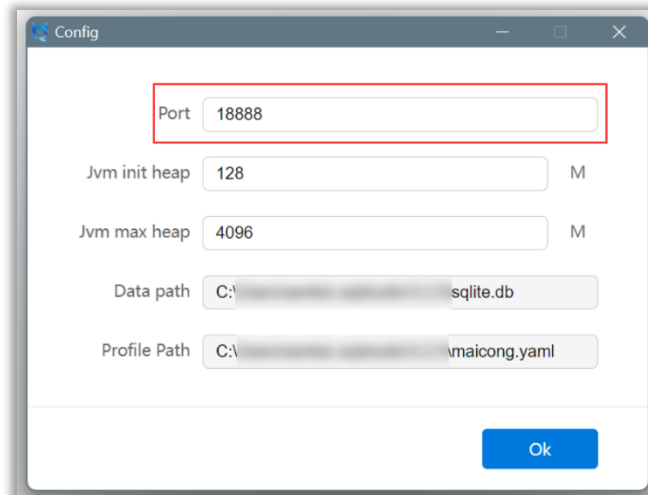 Config
Port 18888
Jvm init heap 128 M
Jvm max heap 4096 M
Data path C:\ sqlite.db
Profile Path C:\ \maicong.yaml
Ok